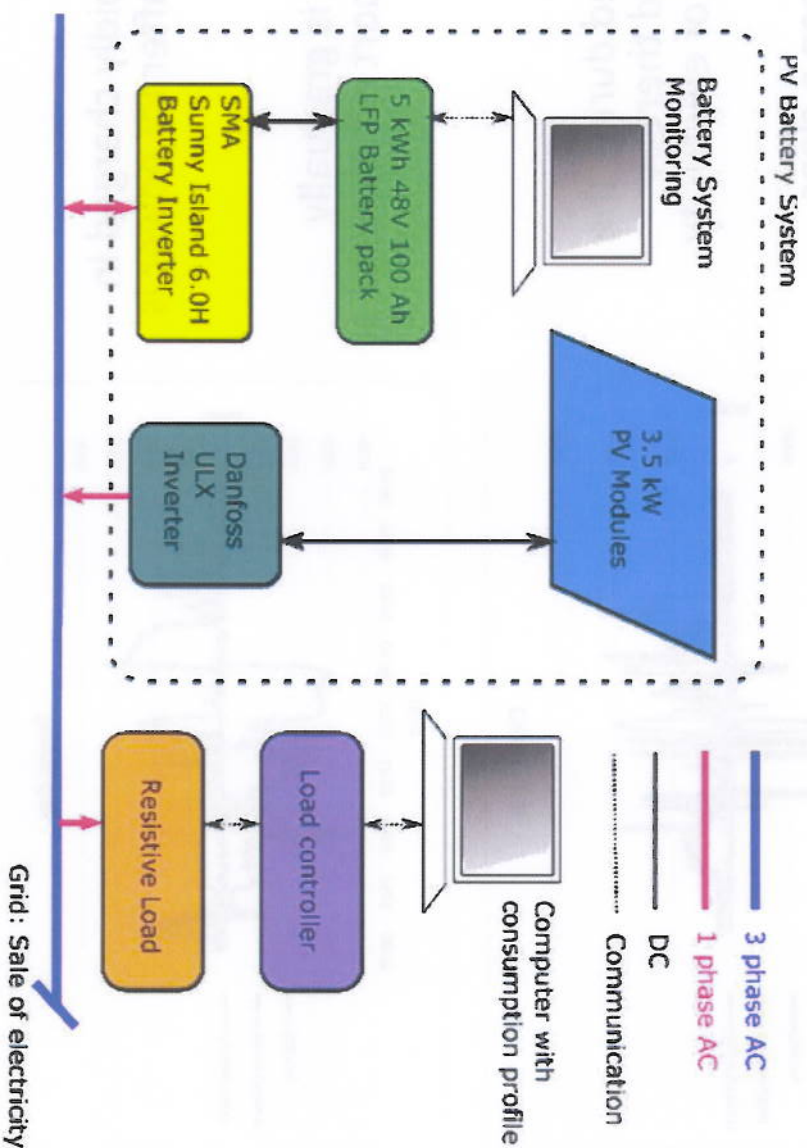 PV Battery System
Battery System
Monitoring
5 kWh 48V 100 Ah
LFP Battery pack
SMA
Sunny Island 6.0H
Battery Inverter
3.5 kW
PV Modules
Danfoss
ULX
Inverter
3 phase AC
1 phase AC
DC
Communication
Computer with
consumption profile
Load controller
Resistive Load
Grid: Sale of electricity